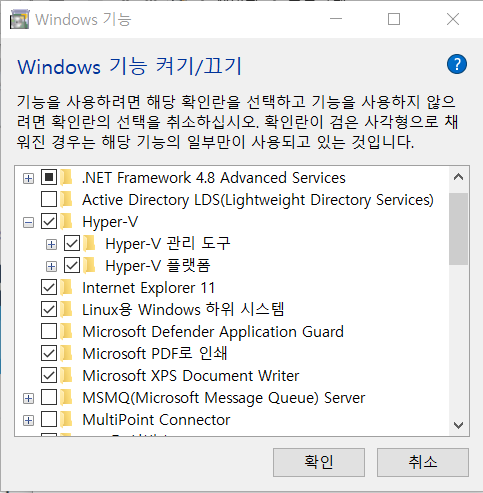 Windows 기능
Windows 기능 켜기/끄기
기능을 사용하려면 해당 확인란을 선택하고 기능을 사용하지 않으
려면 확인란의 선택을 취소하십시오. 확인란이 검은 사각형으로 채
워진 경우는 해당 기능의 일부만이 사용되고 있는 것입니다.
.NET Framework 4.8 Advanced Services
Active Directory LDS(Lightweight Directory Services)
Hyper-V
Hyper-V 관리 도구
Hyper-V 플랫폼
Internet Explorer 11
Linux용 Windows 하위 시스템
Microsoft Defender Application Guard
Microsoft PDF로 인쇄
Microsoft XPS Document Writer
MSMQ(Microsoft Message Queue) Server
MultiPoint Connector
확인 취소